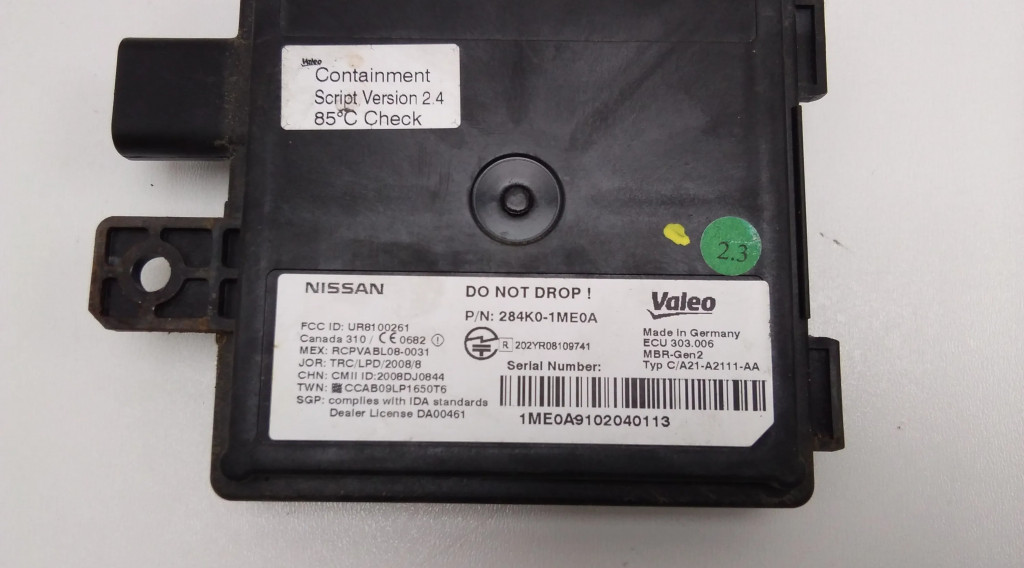 Valeo
Containment
Script Version 2.4
85°C Check
2.3
NISSAN
DO NOT DROP !
Valeo
P/N: 284K0-1ME0A
FCC ID: UR8100261
Canada 310 / CE 0682
MEX: RCPVABL08-0031
JOR: TRC/LPD/2008/8
CHN: CMII ID:2008DJ0844
TWN: CCAB09LP1650T6
SGP: complies with IDA standards
Dealer License DA00461
R 202YR08109741
Made in Germany
ECU 303.006
MBR-Gen2
Typ C/A21-A2111-AA
Serial Number:
1ME0A9102040113